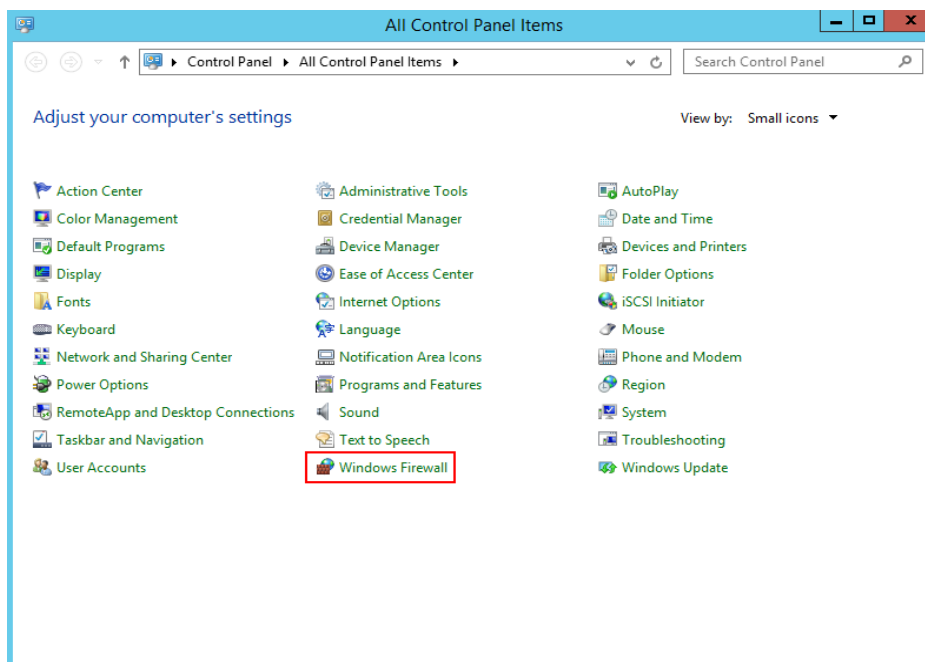 All Control Panel Items
Control Panel All Control Panel Items Search Control Panel
Adjust your computer's settings View by: Small icons
Action Center Administrative Tools AutoPlay
Color Management Credential Manager Date and Time
Default Programs Device Manager Devices and Printers
Display Ease of Access Center Folder Options
Fonts Internet Options iSCSI Initiator
Keyboard Language Mouse
Network and Sharing Center Notification Area Icons Phone and Modem
Power Options Programs and Features Region
RemoteApp and Desktop Connections Sound System
Taskbar and Navigation Text to Speech Troubleshooting
User Accounts Windows Firewall Windows Update